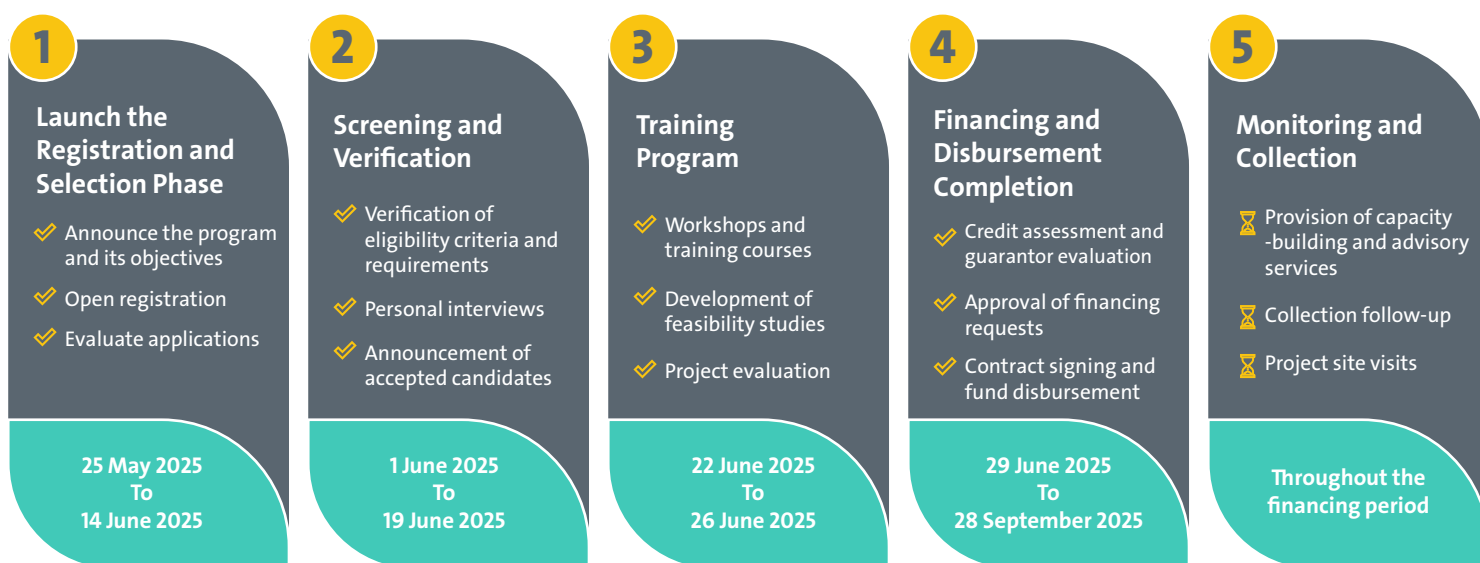 1
Launch the
Registration and
Selection Phase
Announce the program
and its objectives
Open registration
Evaluate applications
25 May 2025
To
14 June 2025
2
Screening and
Verification
Verification of
eligibility criteria and
requirements
Personal interviews
Announcement of
accepted candidates
1 June 2025
To
19 June 2025
3
Training
Program
Workshops and
training courses
Development of
feasibility studies
Project evaluation
22 June 2025
To
26 June 2025
4
Financing and
Disbursement
Completion
Credit assessment and
guarantor evaluation
Approval of financing
requests
Contract signing and
fund disbursement
29 June 2025
To
28 September 2025
5
Monitoring and
Collection
Provision of capacity
-building and advisory
services
Collection follow-up
Project site visits
Throughout the
financing period